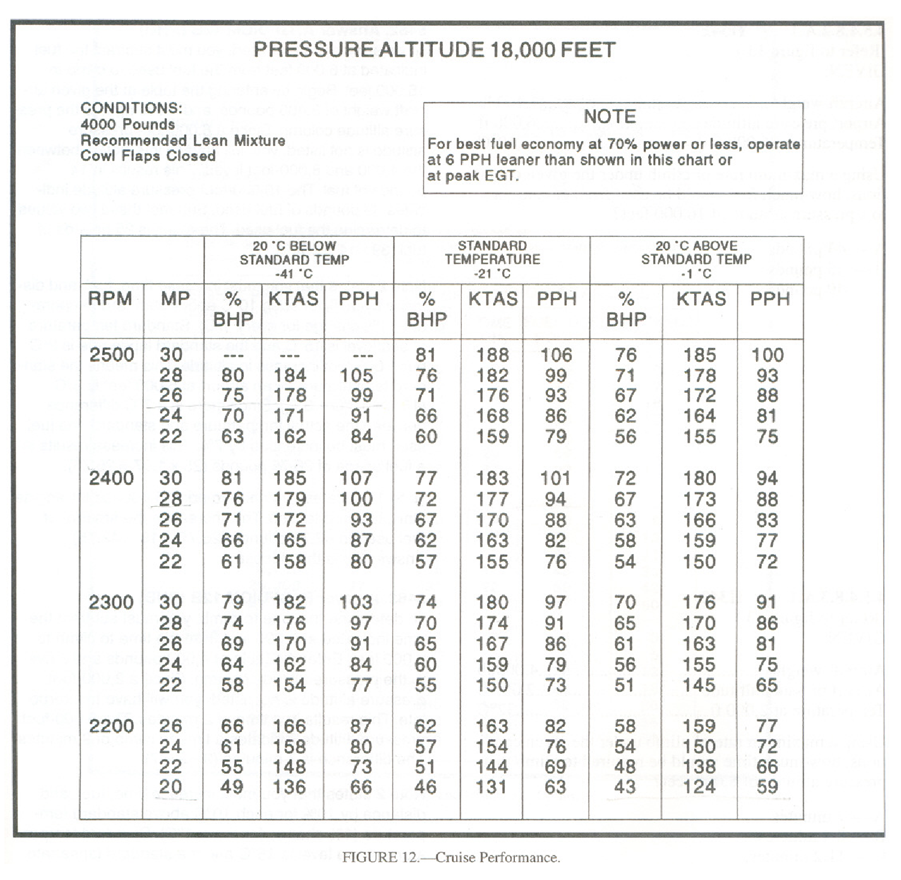 PRESSURE ALTITUDE 18,000 FEET
CONDITIONS:
4000 Pounds
Recommended Lean Mixture
Cowl Flaps Closed
NOTE
For best fuel economy at 70% power or less, operate
at 6 PPH leaner than shown in this chart or
at peak EGT.
20 °C BELOW STANDARD TEMP -41 °C
STANDARD TEMPERATURE -21 °C
20 °C ABOVE STANDARD TEMP -1 °C
RPM MP % BHP KTAS PPH % BHP KTAS PPH % BHP KTAS PPH
2500 30 --- --- --- 81 188 106 76 185 100
28 80 184 105 76 182 99 71 178 93
26 75 178 99 71 176 93 67 172 88
24 70 171 91 66 168 86 62 164 81
22 63 162 84 60 159 79 56 155 75
2400 30 81 185 107 77 183 101 72 180 94
28 76 179 100 72 177 94 67 173 88
26 71 172 93 67 170 88 63 166 83
24 66 165 87 62 163 82 58 159 77
22 61 158 80 57 155 76 54 150 72
2300 30 79 182 103 74 180 97 70 176 91
28 74 176 97 70 174 91 65 170 86
26 69 170 91 65 167 86 61 163 81
24 64 162 84 60 159 79 56 155 75
22 58 154 77 55 150 73 51 145 65
2200 26 66 166 87 62 163 82 58 159 77
24 61 158 80 57 154 76 54 150 72
22 55 148 73 51 144 69 48 138 66
20 49 136 66 46 131 63 43 124 59
FIGURE 12.—Cruise Performance.